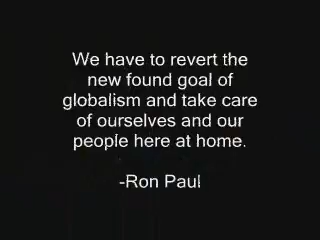 We have to revert the
new found goal of
globalism and take care
of ourselves and our
people here at home.
-Ron Paul